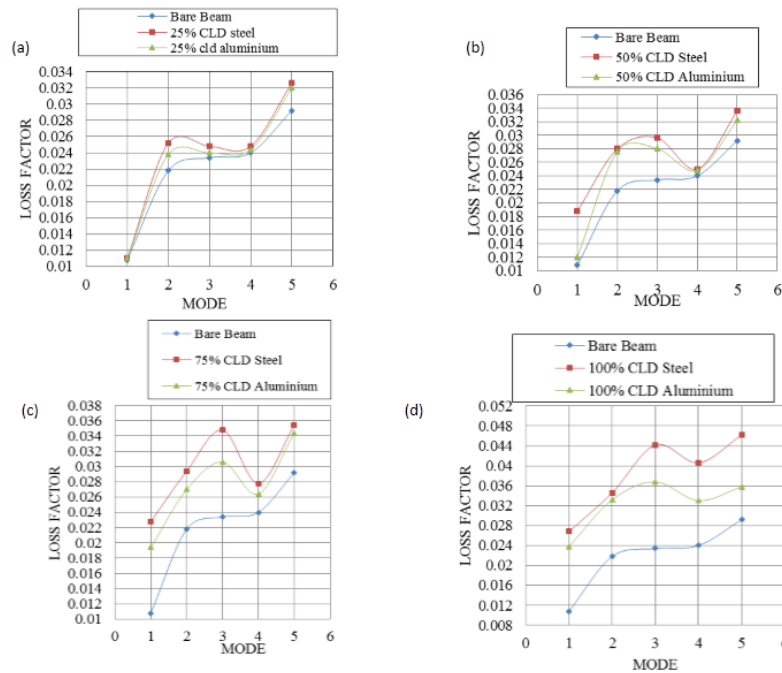 (a)
Bare Beam
25% CLD steel
25% cld aluminium
0.034
0.032
0.03
0.028
0.026
0.024
0.022
0.02
0.018
0.016
0.014
0.012
0.01
LOSS FACTOR
0 1 2 3 4 5 6
MODE
(b)
Bare Beam
50% CLD Steel
50% CLD Aluminium
0.036
0.034
0.032
0.03
0.028
0.026
0.024
0.022
0.02
0.018
0.016
0.014
0.012
0.01
LOSS FACTOR
0 1 2 3 4 5 6
MODE
(c)
Bare Beam
75% CLD Steel
75% CLD Aluminium
0.038
0.036
0.034
0.032
0.03
0.028
0.026
0.024
0.022
0.02
0.018
0.016
0.014
0.012
0.01
LOSS FACTOR
0 1 2 3 4 5 6
MODE
(d)
Bare Beam
100% CLD Steel
100% CLD Aluminium
0.052
0.048
0.044
0.04
0.036
0.032
0.028
0.024
0.02
0.016
0.012
0.008
LOSS FACTOR
0 1 2 3 4 5 6
MODE